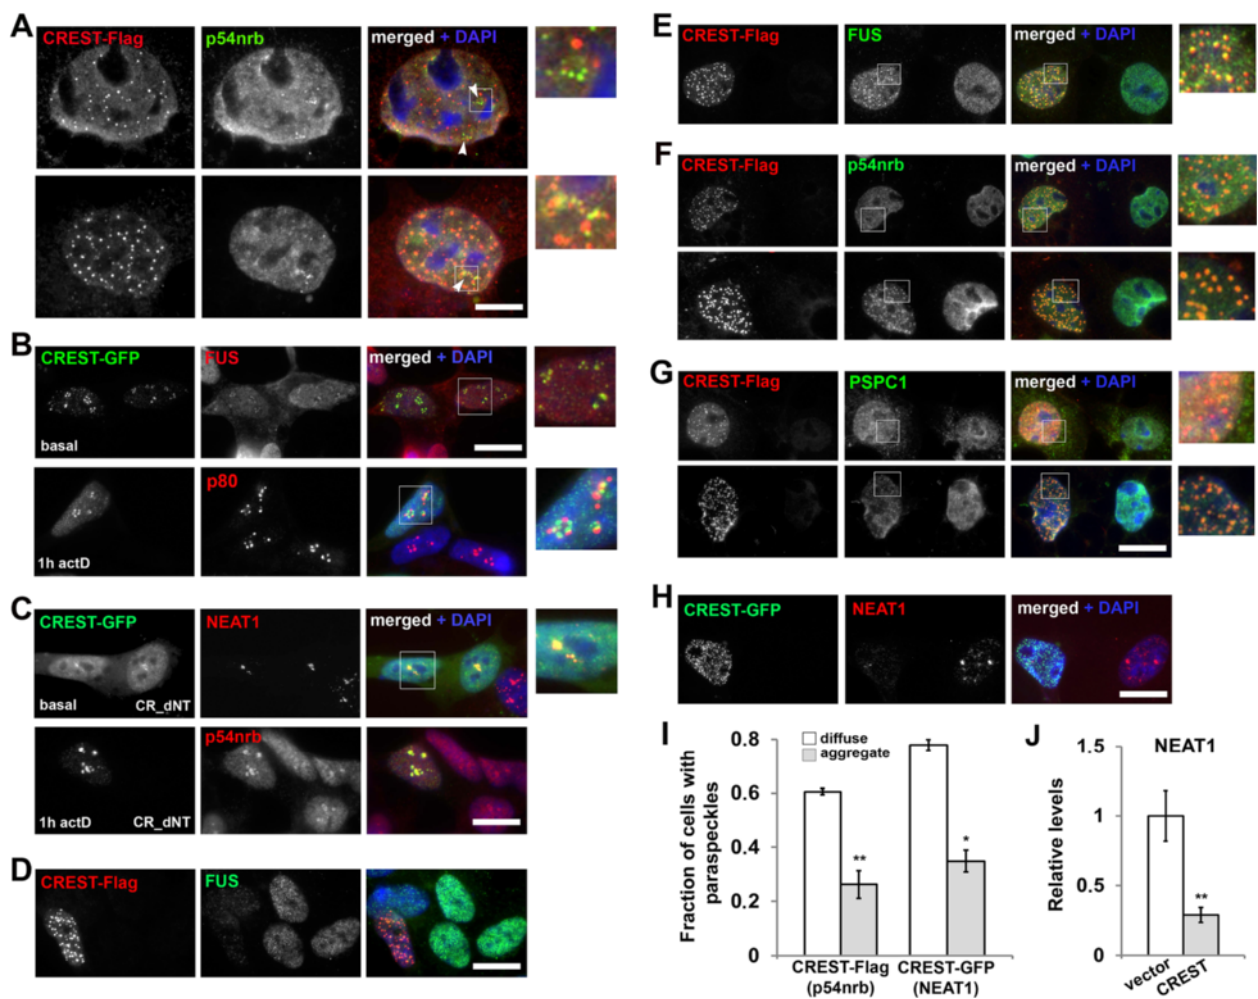 A
CREST-Flag p54nrb merged + DAPI
B
CREST-GFP FUS merged + DAPI
basal
p80
1h actD
C
CREST-GFP NEAT1 merged + DAPI
basal CR_dNT
p54nrb
1h actD CR_dNT
D
CREST-Flag FUS
E
CREST-Flag FUS merged + DAPI
F
CREST-Flag p54nrb merged + DAPI
G
CREST-Flag PSPC1 merged + DAPI
H
CREST-GFP NEAT1 merged + DAPI
I
Fraction of cells with
paraspeckles
0.8
0.6
0.4
0.2
0
diffuse
aggregate
**
*
CREST-Flag CREST-GFP
(p54nrb) (NEAT1)
J
NEAT1
Relative levels
1.5
1
0.5
0
**
vector
CREST